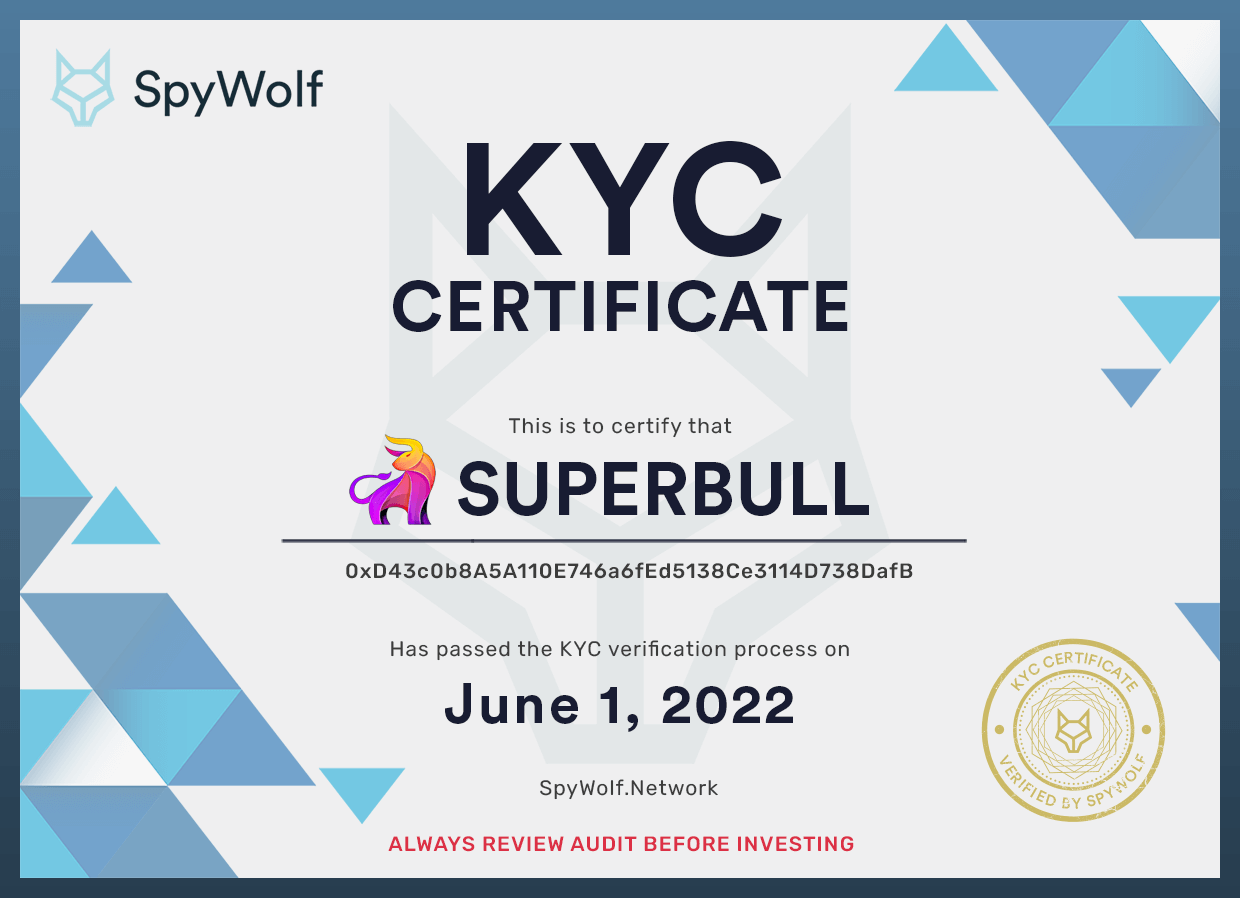 SpyWolf
KYC
CERTIFICATE
This is to certify that
SUPERBULL
0xD43c0b8A5A110E746a6fEd5138Ce3114D738DafB
Has passed the KYC verification process on
June 1, 2022
SpyWolf.Network
ALWAYS REVIEW AUDIT BEFORE INVESTING
KYC CERTIFICATE
VERIFIED BY SPYWOLF